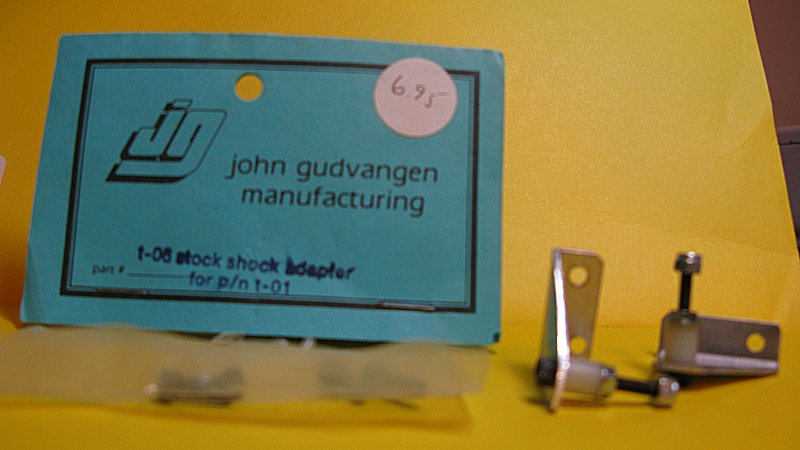 6.95
jg
john gudvangen
manufacturing
t-06 stock shock adapter
part #
for p/n t-01